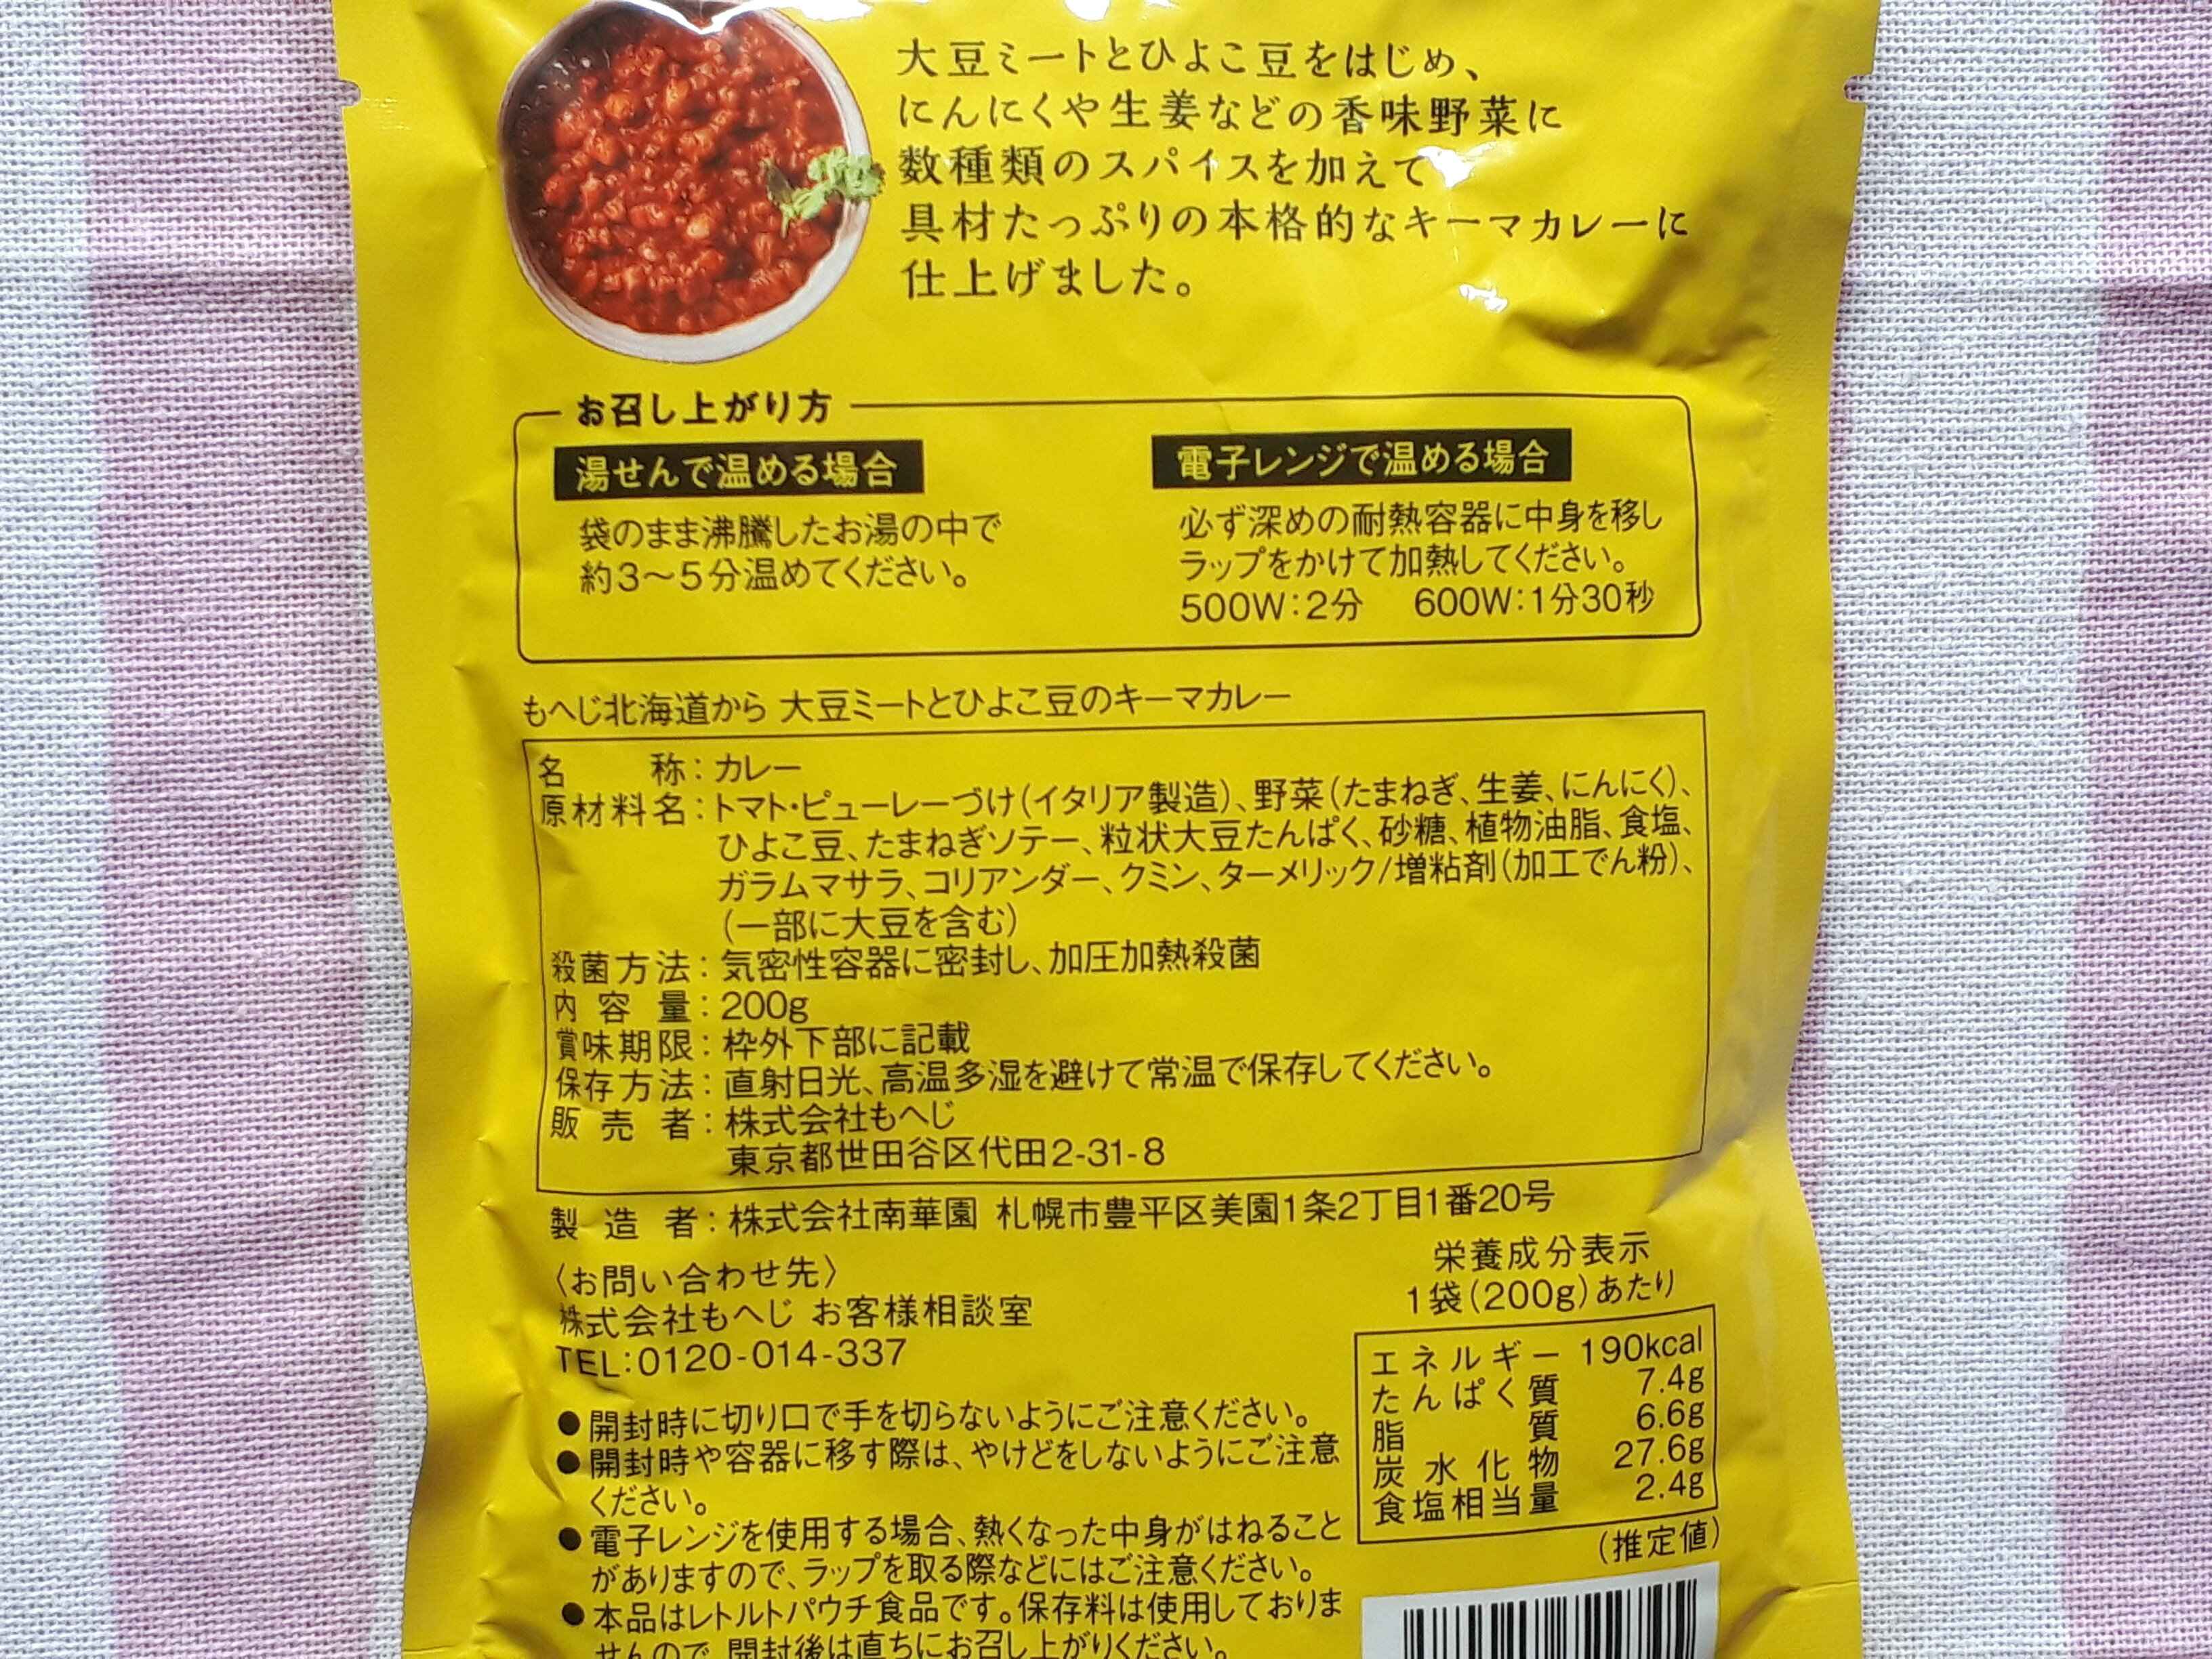 大豆ミートとひよこ豆をはじめ、
にんにくや生姜などの香味野菜に
数種類のスパイスを加えて
具材たっぷりの本格的なキーマカレーに
仕上げました。
お召し上がり方
湯せんで温める場合
袋のまま沸騰したお湯の中で
約3〜5分温めてください。
電子レンジで温める場合
必ず深めの耐熱容器に中身を移し
ラップをかけて加熱してください。
500W:2分 600W:1分30秒
もへじ北海道から 大豆ミートとひよこ豆のキーマカレー
名称:カレー
原材料名:トマト・ピューレーづけ(イタリア製造)、野菜(たまねぎ、生姜、にんにく)、
ひよこ豆、たまねぎソテー、粒状大豆たんぱく、砂糖、植物油脂、食塩、
ガラムマサラ、コリアンダー、クミン、ターメリック/増粘剤(加工でん粉)、
(一部に大豆を含む)
殺菌方法:気密性容器に密封し、加圧加熱殺菌
内容量:200g
賞味期限:枠外下部に記載
保存方法:直射日光、高温多湿を避けて常温で保存してください。
販売者:株式会社もへじ
東京都世田谷区代田2-31-8
製造者:株式会社南華園 札幌市豊平区美園1条2丁目1番20号
〈お問い合わせ先〉
株式会社もへじ お客様相談室
TEL:0120-014-337
●開封時に切り口で手を切らないようにご注意ください。
●開封時や容器に移す際は、やけどをしないようにご注意
ください。
●電子レンジを使用する場合、熱くなった中身がはねること
がありますので、ラップを取る際などにはご注意ください。
●本品はレトルトパウチ食品です。保存料は使用しておりま
せんので、開封後は直ちにお召し上がりください。
栄養成分表示
1袋(200g)あたり
エネルギー 190kcal
たんぱく質 7.4g
脂質 6.6g
炭水化物 27.6g
食塩相当量 2.4g
(推定値)